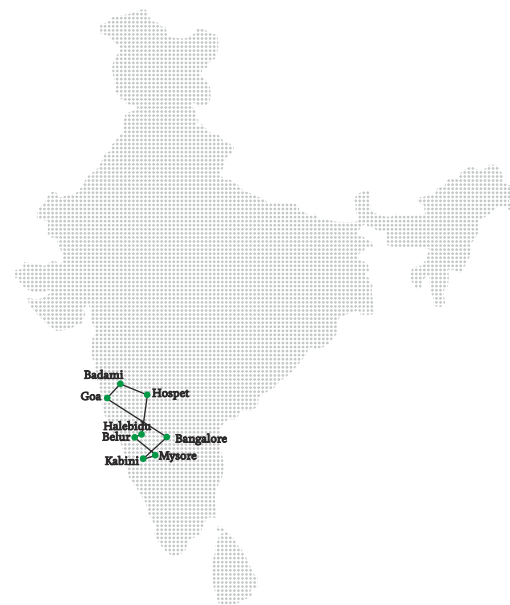 Badami
Hospet
Goa
Halebidu
Belur
Bangalore
Mysore
Kabini